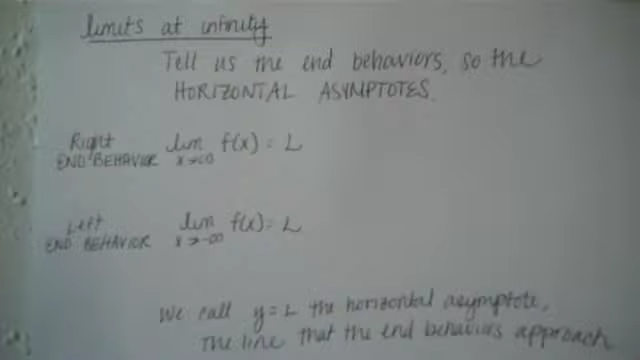 limits at infinity
Tell us the end behaviors, so the
HORIZONTAL ASYMPTOTES.
Right
END BEHAVIOR lim f(x) = L
x→∞
Left
END BEHAVIOR lim f(x) = L
x→-∞
We call y=L the horizontal asymptote,
the line that the end behaviors approach